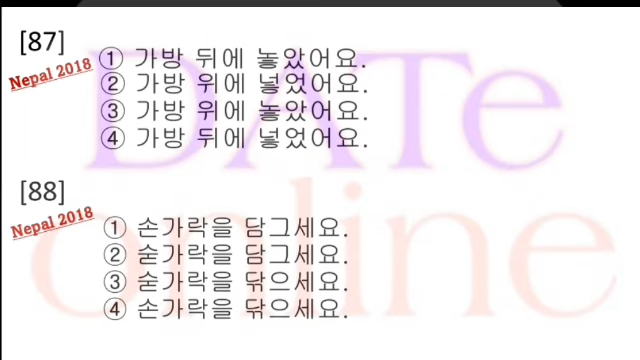 [87]
Nepal 2018
① 가방 뒤에 놓았어요.
② 가방 위에 넣었어요.
③ 가방 위에 놓았어요.
④ 가방 뒤에 넣었어요.
[88]
Nepal 2018
① 손가락을 담그세요.
② 숟가락을 담그세요.
③ 숟가락을 닦으세요.
④ 손가락을 닦으세요.
DATe
online